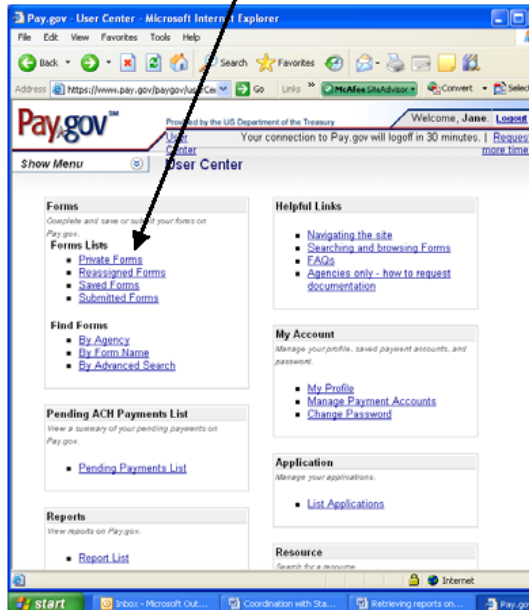 Pay.gov - User Center - Microsoft Internet Explorer
File Edit View Favorites Tools Help
Back Search Favorites
Address https://www.pay.gov/paygov/userCe Go Links » McAfee SiteAdvisor Convert Select
Pay.gov™
Provided by the US Department of the Treasury
Welcome, Jane. Logout
User Center
Your connection to Pay.gov will logoff in 30 minutes. | Request more time
Show Menu
User Center
Forms
Complete and save or submit your forms on
Pay.gov.
Forms Lists
Private Forms
Reassigned Forms
Saved Forms
Submitted Forms
Find Forms
By Agency
By Form Name
By Advanced Search
Pending ACH Payments List
View a summary of your pending payments on
Pay.gov.
Pending Payments List
Reports
View reports on Pay.gov.
Report List
Helpful Links
Navigating the site
Searching and browsing Forms
FAQs
Agencies only - how to request
documentation
My Account
Manage your profile, saved payment accounts, and
password.
My Profile
Manage Payment Accounts
Change Password
Application
Manage your applications.
List Applications
Resource
Search for a resource
Internet
start Inbox - Microsoft Out... Coordination with Sta... Retrieving reports on... Pay.go